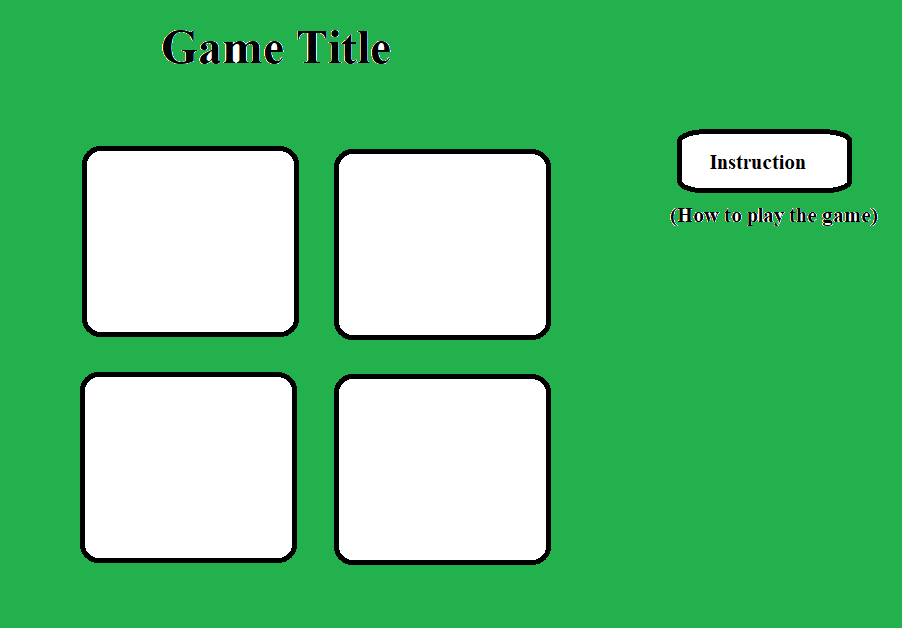 Game Title
Instruction
(How to play the game)